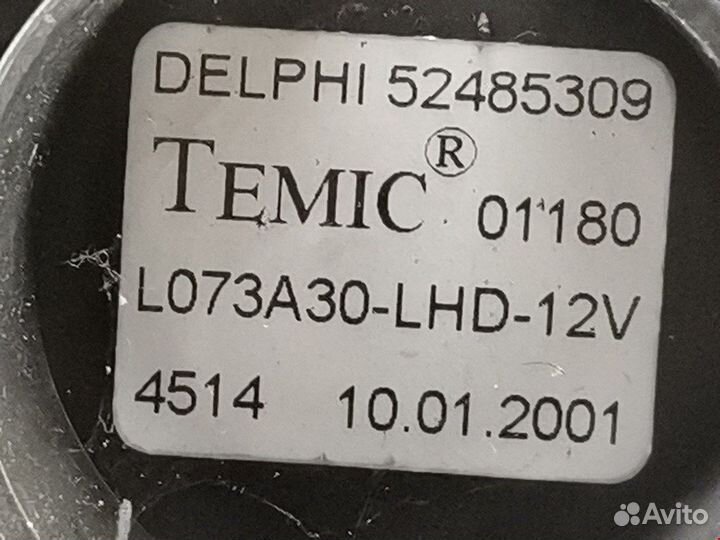 DELPHI 52485309
TEMIC® 01180
L073A30-LHD-12V
4514 10.01.2001
Avito